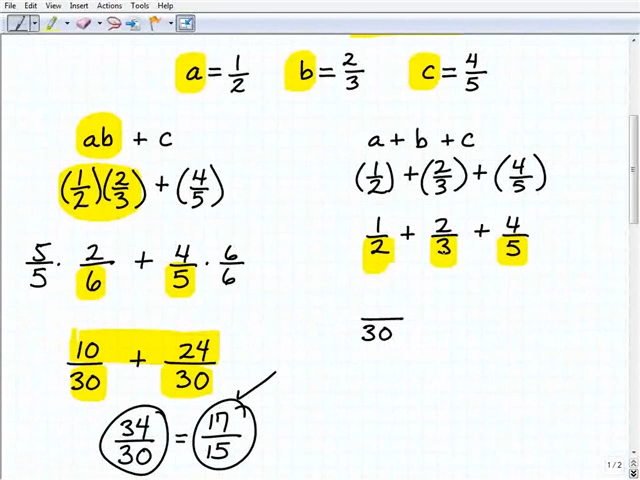 File Edit View Insert Actions Tools Help
a = 1/2 b = 2/3 c = 4/5
ab + c
(1/2)(2/3) + (4/5)
5/5 · 2/6 + 4/5 · 6/6
10/30 + 24/30
34/30 = 17/15
a + b + c
(1/2) + (2/3) + (4/5)
1/2 + 2/3 + 4/5
/30
1/2